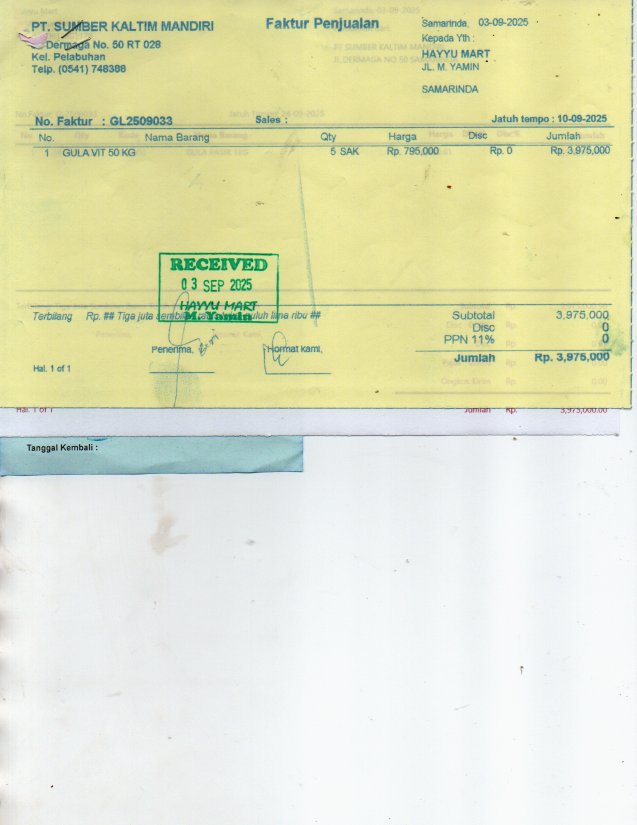 PT. SUMBER KALTIM MANDIRI
Dermaga No. 50 RT 028
Kel. Pelabuhan
Telp. (0541) 748388
Faktur Penjualan
Samarinda, 03-09-2025
Kepada Yth :
HAYYU MART
JL. M. YAMIN
SAMARINDA
No. Faktur : GL2509033 Sales : Jatuh tempo : 10-09-2025
No. Nama Barang Qty Harga Disc Jumlah
1 GULA VIT 50 KG 5 SAK Rp. 795,000 Rp. 0 Rp. 3,975,000
RECEIVED
03 SEP 2025
HAYYU MART
M. Yamin
Terbilang Rp. ## Tiga juta puluh lima ribu ##
Subtotal 3,975,000
Disc 0
PPN 11% 0
Jumlah Rp. 3,975,000
Penerima, Hormat kami,
Hal. 1 of 1
Hal. 1 of 1 Jumlah Rp. 3,975,000.00
Tanggal Kembali :